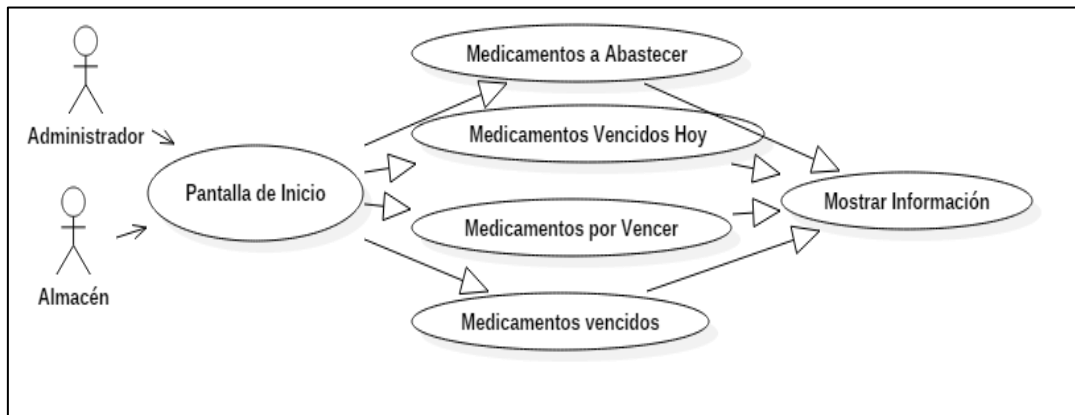 Medicamentos a Abastecer
Administrador
Medicamentos Vencidos Hoy
Pantalla de Inicio
Mostrar Información
Medicamentos por Vencer
Almacén
Medicamentos vencidos